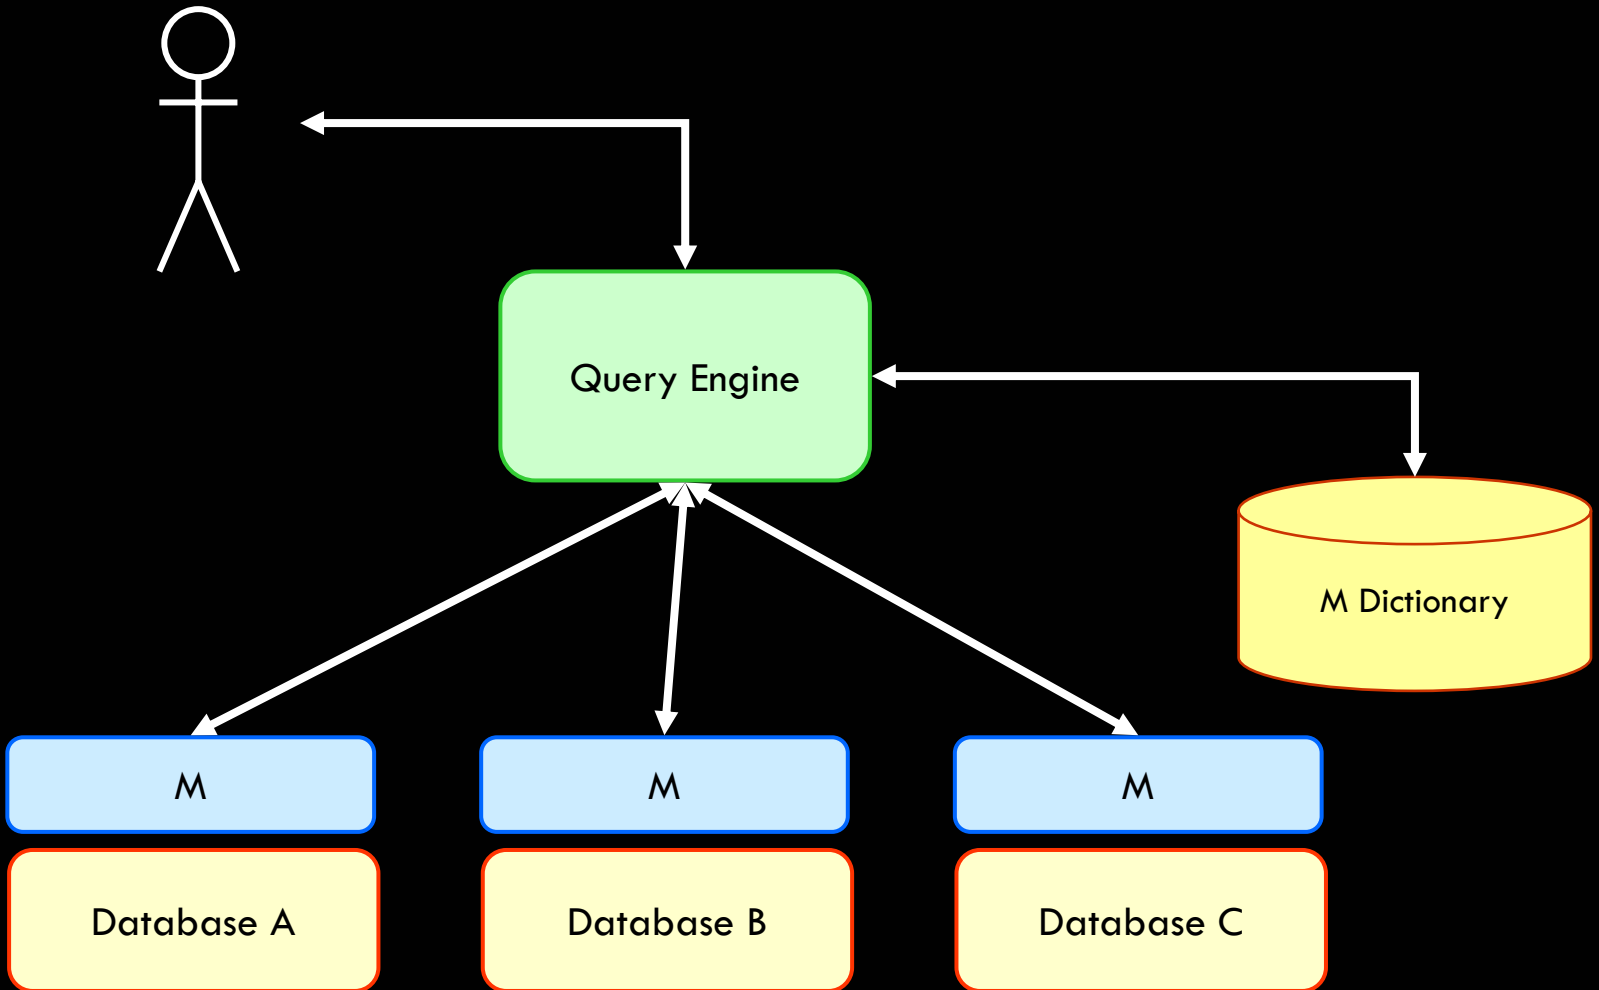 Query Engine
M Dictionary
M
M
M
Database A
Database B
Database C